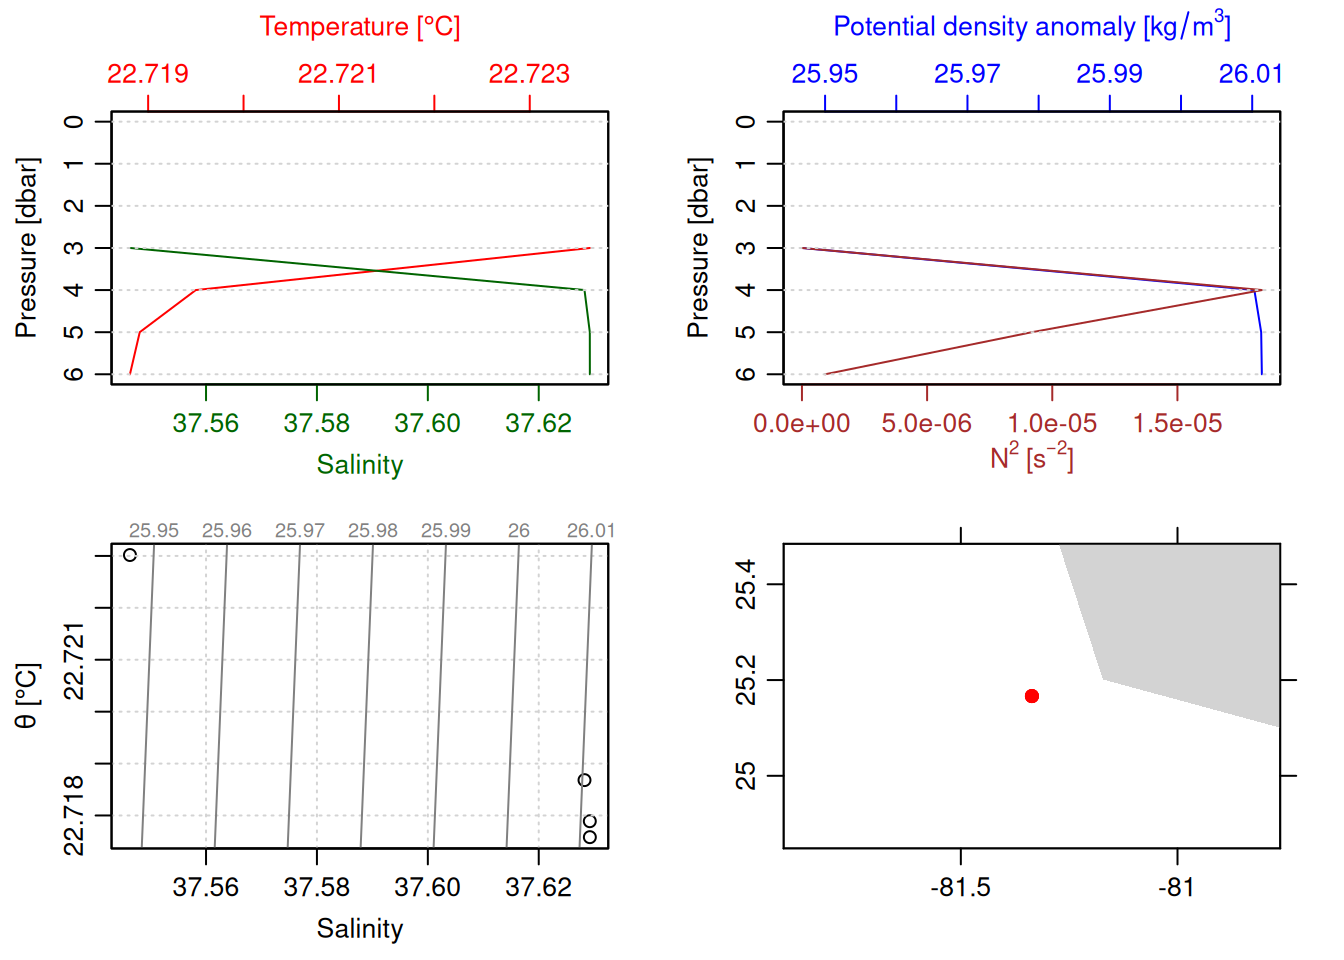 Temperature [°C]
22.719 22.721 22.723
0
1
2
3
4
5
6
Pressure [dbar]
37.56 37.58 37.60 37.62
Salinity
Potential density anomaly [kg/m³]
25.95 25.97 25.99 26.01
0
1
2
3
4
5
6
Pressure [dbar]
0.0e+00 5.0e-06 1.0e-05 1.5e-05
N² [s⁻²]
25.95 25.96 25.97 25.98 25.99 26 26.01
22.721
22.718
θ [°C]
37.56 37.58 37.60 37.62
Salinity
25.4
25.2
25
-81.5 -81